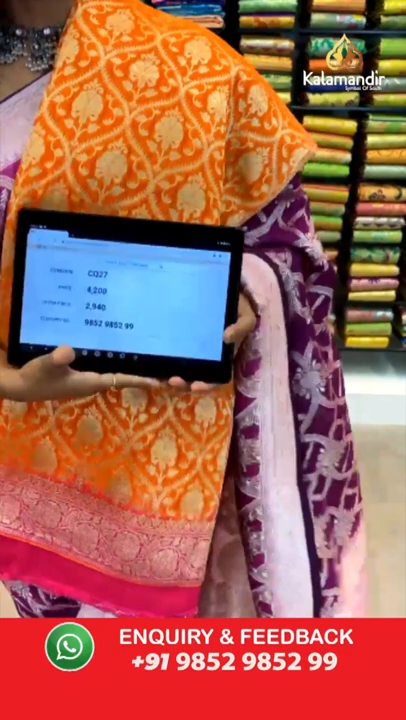 Kalamandir
Symbol Of South
CQ27
4,200
2,940
9852 9852 99
ENQUIRY & FEEDBACK
+91 9852 9852 99